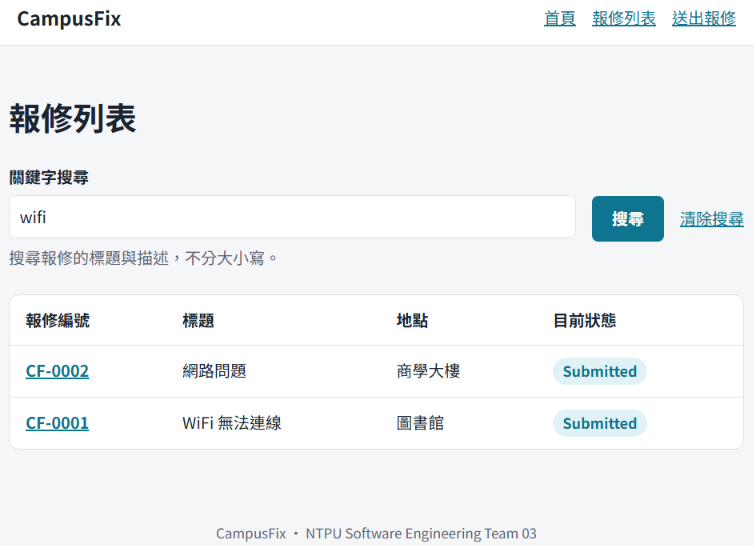 CampusFix 首頁 報修列表 送出報修
報修列表
關鍵字搜尋
wifi 搜尋 清除搜尋
搜尋報修的標題與描述，不分大小寫。
報修編號 標題 地點 目前狀態
CF-0002 網路問題 商學大樓 Submitted
CF-0001 WiFi 無法連線 圖書館 Submitted
CampusFix · NTPU Software Engineering Team 03